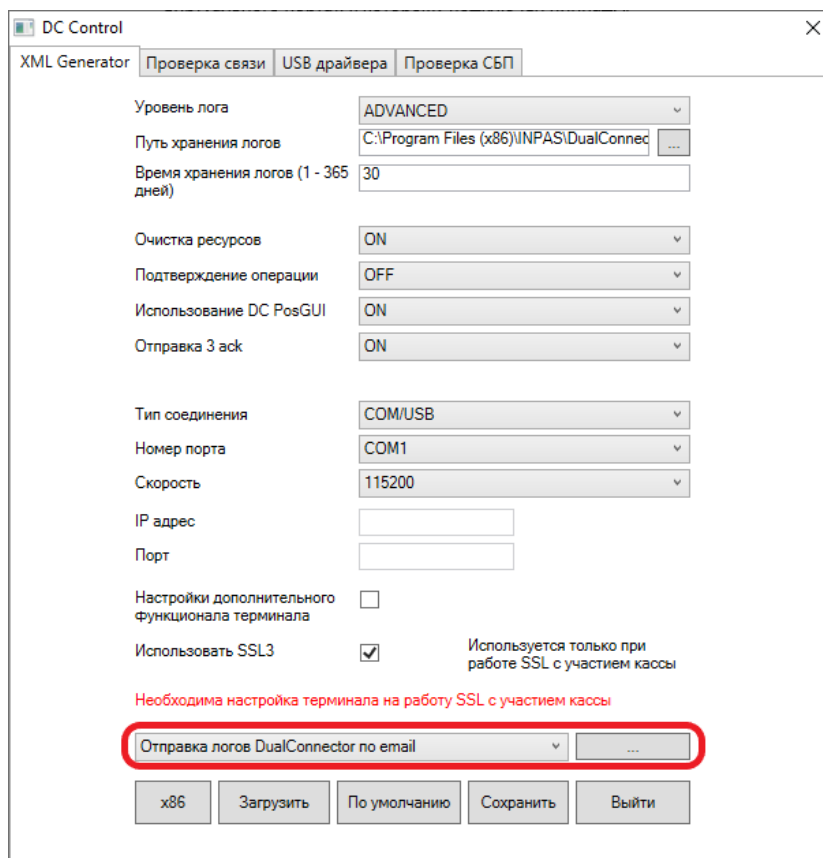 DC Control
XML Generator Проверка связи USB драйвера Проверка СБП
Уровень лога ADVANCED
Путь хранения логов C:\Program Files (x86)\INPAS\DualConnec ...
Время хранения логов (1 - 365 30
дней)
Очистка ресурсов ON
Подтверждение операции OFF
Использование DC PosGUI ON
Отправка 3 ack ON
Тип соединения COM/USB
Номер порта COM1
Скорость 115200
IP адрес
Порт
Настройки дополнительного
функционала терминала
Использовать SSL3 Используется только при
работе SSL с участием кассы
Необходима настройка терминала на работу SSL с участием кассы
Отправка логов DualConnector по email ...
x86 Загрузить По умолчанию Сохранить Выйти